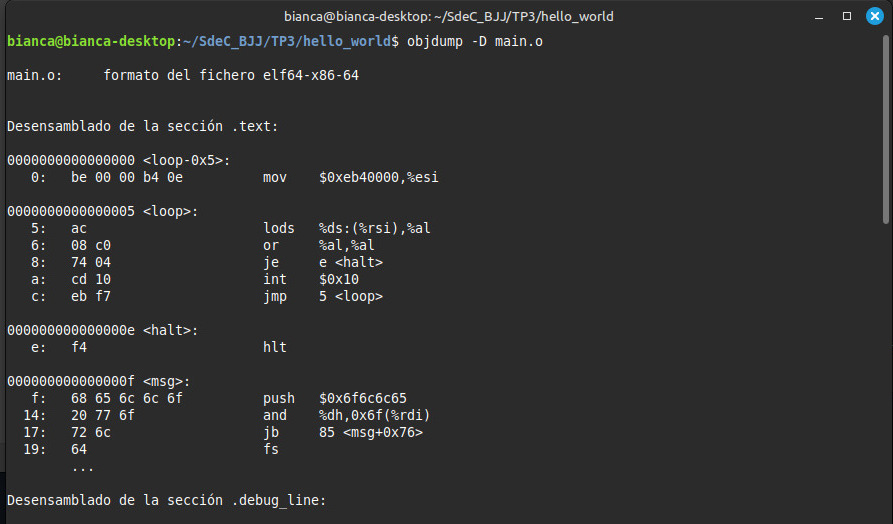 bianca@bianca-desktop: ~/SdeC_BJJ/TP3/hello_world
bianca@bianca-desktop:~/SdeC_BJJ/TP3/hello_world$ objdump -D main.o
main.o:     formato del fichero elf64-x86-64
Desensamblado de la sección .text:
0000000000000000 <loop-0x5>:
   0:   be 00 00 b4 0e          mov    $0xeb40000,%esi
0000000000000005 <loop>:
   5:   ac                      lods   %ds:(%rsi),%al
   6:   08 c0                   or     %al,%al
   8:   74 04                   je     e <halt>
   a:   cd 10                   int    $0x10
   c:   eb f7                   jmp    5 <loop>
000000000000000e <halt>:
   e:   f4                      hlt
000000000000000f <msg>:
   f:   68 65 6c 6c 6f          push   $0x6f6c6c65
  14:   20 77 6f                and    %dh,0x6f(%rdi)
  17:   72 6c                   jb     85 <msg+0x76>
  19:   64                      fs
        ...
Desensamblado de la sección .debug_line: